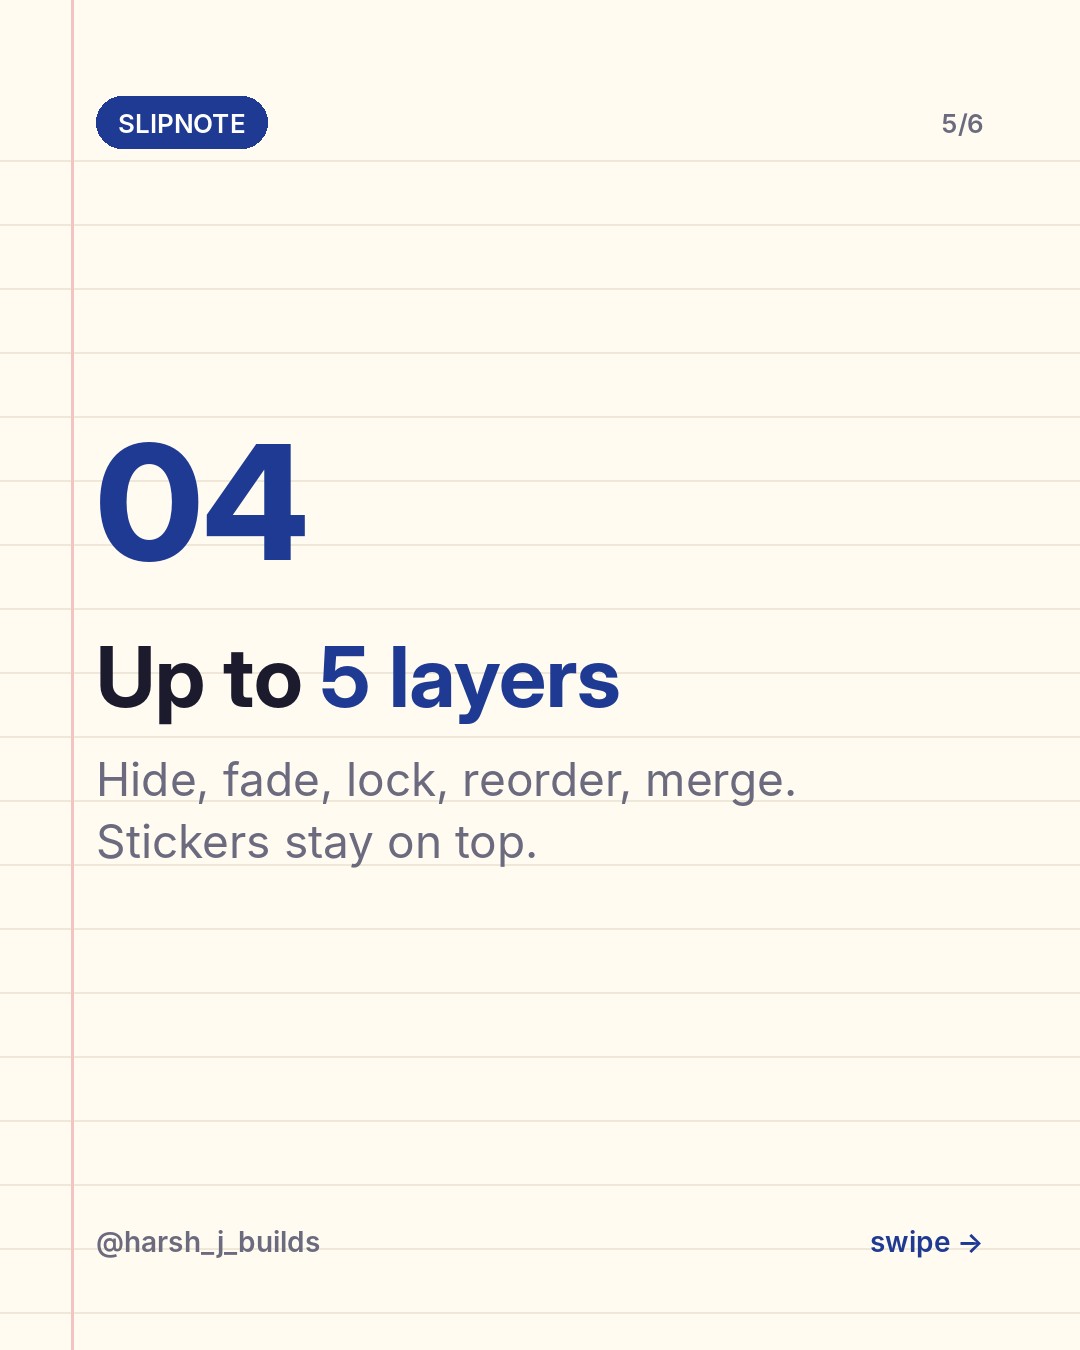 SLIPNOTE
5/6
04
Up to 5 layers
Hide, fade, lock, reorder, merge.
Stickers stay on top.
@harsh_j_builds
swipe →